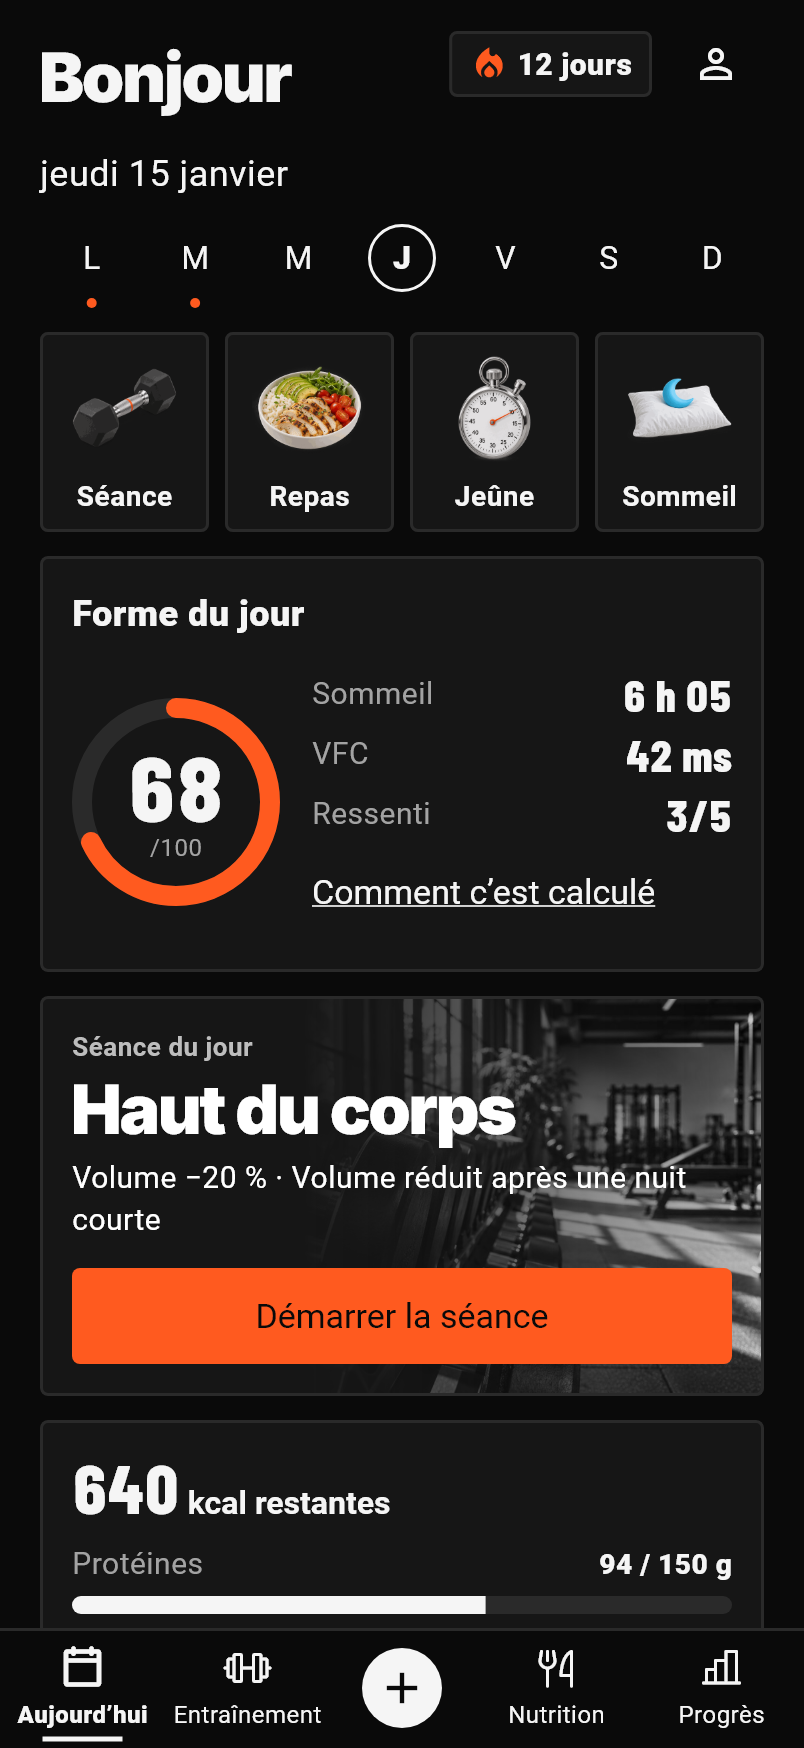 Bonjour
12 jours
jeudi 15 janvier
L M M J V S D
Séance
Repas
Jeûne
Sommeil
Forme du jour
68
/100
Sommeil 6 h 05
VFC 42 ms
Ressenti 3/5
Comment c’est calculé
Séance du jour
Haut du corps
Volume −20 % · Volume réduit après une nuit
courte
Démarrer la séance
640 kcal restantes
Protéines 94 / 150 g
Aujourd’hui
Entraînement
Nutrition
Progrès